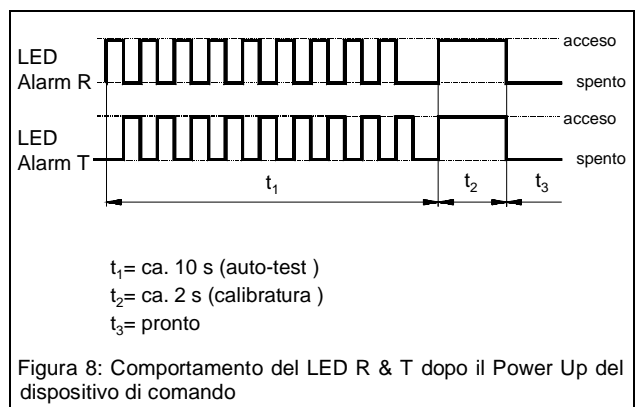 LED
Alarm R
acceso
spento
LED
Alarm T
acceso
spento
t₁
t₂
t₃
t₁= ca. 10 s (auto-test )
t₂= ca. 2 s (calibratura )
t₃= pronto
Figura 8: Comportamento del LED R & T dopo il Power Up del
dispositivo di comando